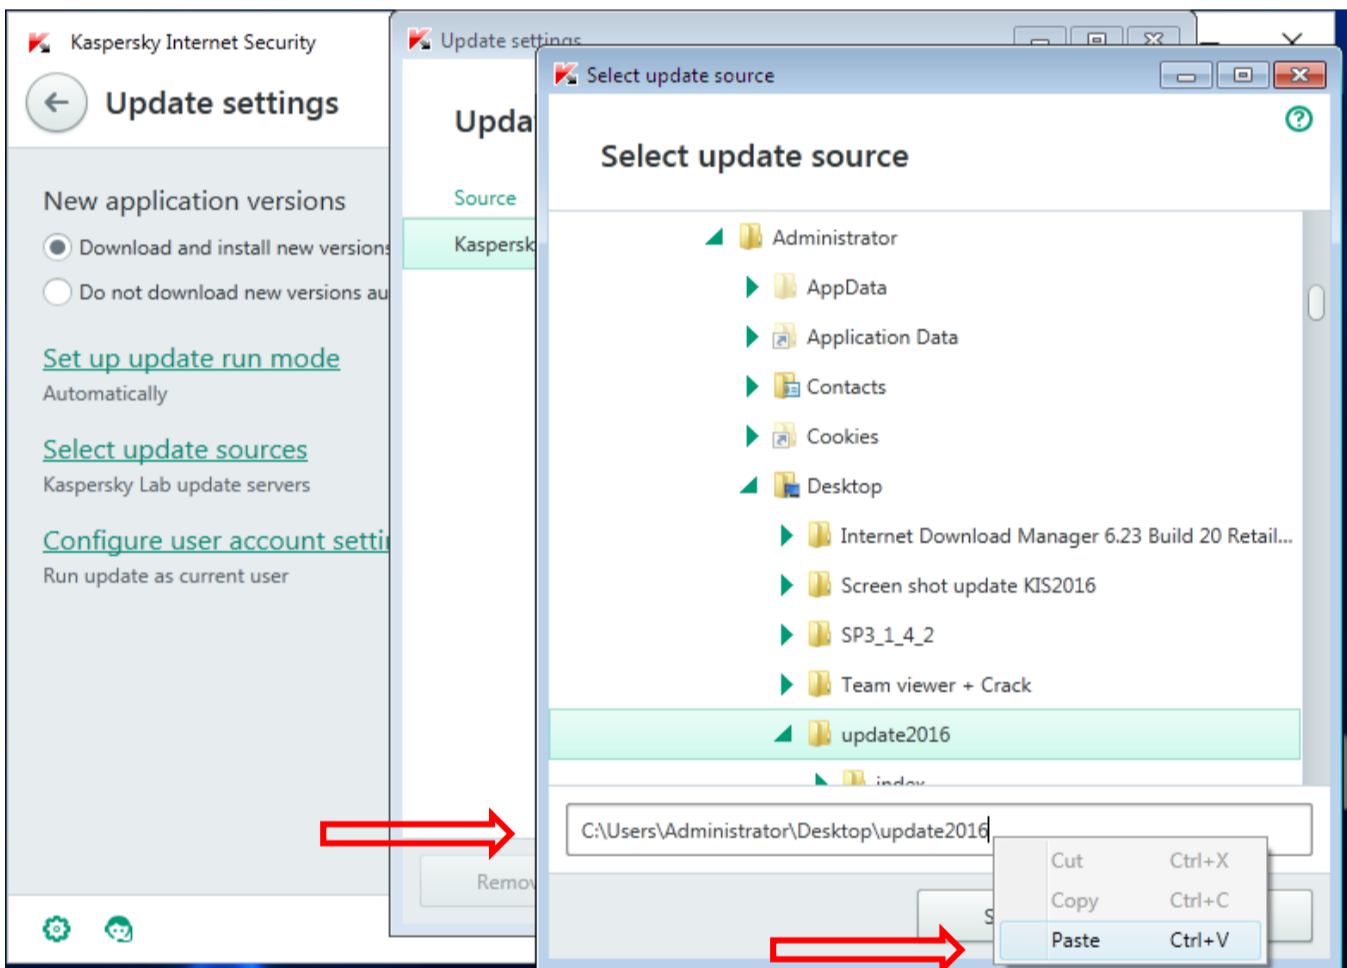 Kaspersky Internet Security
Update settings
New application versions
Download and install new versions
Do not download new versions au
Set up update run mode
Automatically
Select update sources
Kaspersky Lab update servers
Configure user account settin
Run update as current user
Update settings
Updat
Source
Kaspersk
Remov
Select update source
Select update source
Administrator
AppData
Application Data
Contacts
Cookies
Desktop
Internet Download Manager 6.23 Build 20 Retail...
Screen shot update KIS2016
SP3_1_4_2
Team viewer + Crack
update2016
index
C:\Users\Administrator\Desktop\update2016
S
Cut Ctrl+X
Copy Ctrl+C
Paste Ctrl+V